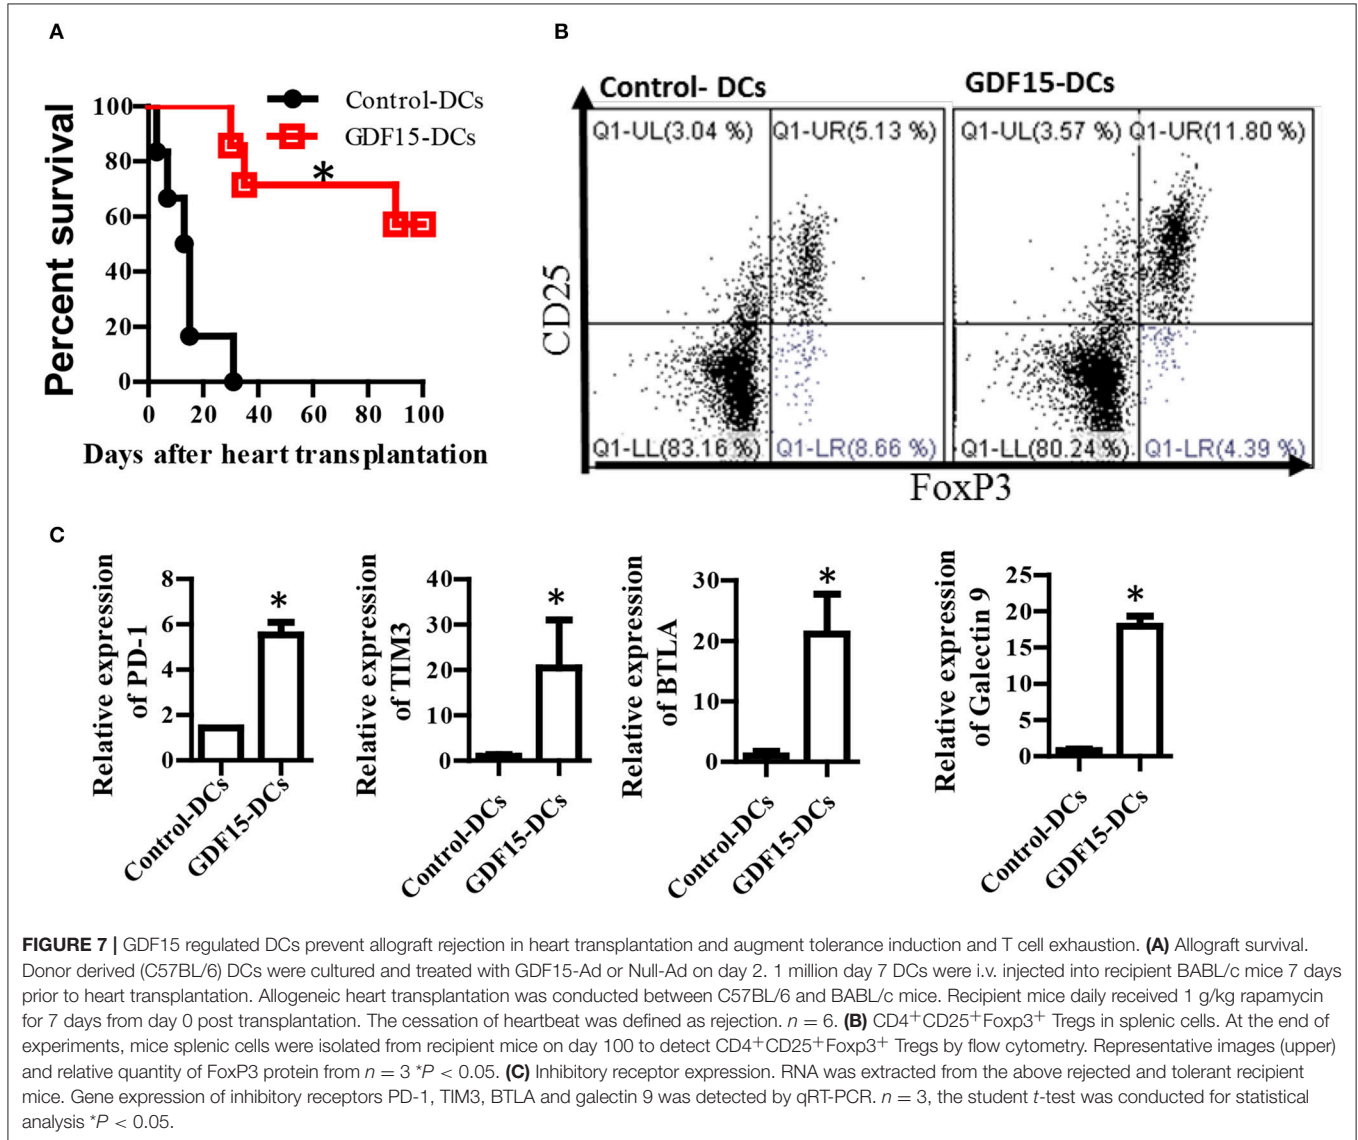 A
Percent survival
100
80
60
40
20
0
0 20 40 60 80 100
Days after heart transplantation
Control-DCs
GDF15-DCs
*
B
Control- DCs
GDF15-DCs
Q1-UL(3.04 %) Q1-UR(5.13 %)
Q1-UL(3.57 %) Q1-UR(11.80 %)
CD25
Q1-LL(83.16 %) Q1-LR(8.66 %)
Q1-LL(80.24 %) Q1-LR(4.39 %)
FoxP3
C
Relative expression
of PD-1
8
6
4
2
0
*
Control-DCs
GDF15-DCs
Relative expression
of TIM3
40
30
20
10
0
*
Control-DCs
GDF15-DCs
Relative expression
of BTLA
30
20
10
0
*
Control-DCs
GDF15-DCs
Relative expression
of Galectin 9
25
20
15
10
5
0
*
Control-DCs
GDF15-DCs
FIGURE 7 | GDF15 regulated DCs prevent allograft rejection in heart transplantation and augment tolerance induction and T cell exhaustion. (A) Allograft survival.
Donor derived (C57BL/6) DCs were cultured and treated with GDF15-Ad or Null-Ad on day 2. 1 million day 7 DCs were i.v. injected into recipient BABL/c mice 7 days
prior to heart transplantation. Allogeneic heart transplantation was conducted between C57BL/6 and BABL/c mice. Recipient mice daily received 1 g/kg rapamycin
for 7 days from day 0 post transplantation. The cessation of heartbeat was defined as rejection. n = 6. (B) CD4+CD25+Foxp3+ Tregs in splenic cells. At the end of
experiments, mice splenic cells were isolated from recipient mice on day 100 to detect CD4+CD25+Foxp3+ Tregs by flow cytometry. Representative images (upper)
and relative quantity of FoxP3 protein from n = 3 *P < 0.05. (C) Inhibitory receptor expression. RNA was extracted from the above rejected and tolerant recipient
mice. Gene expression of inhibitory receptors PD-1, TIM3, BTLA and galectin 9 was detected by qRT-PCR. n = 3, the student t-test was conducted for statistical
analysis *P < 0.05.